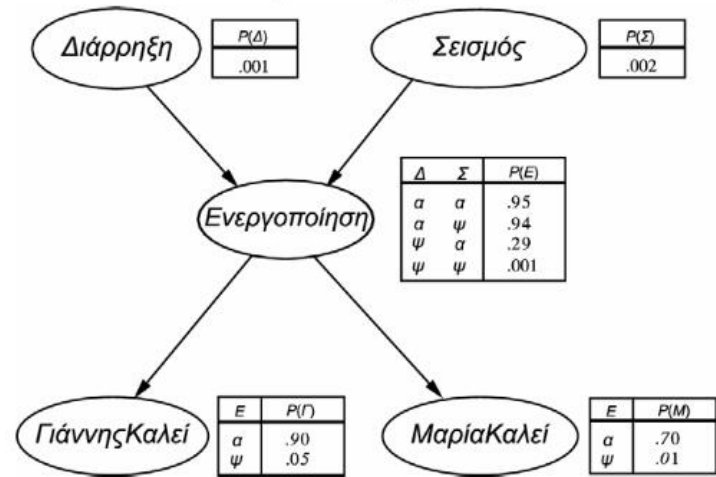 Διάρρηξη
P(Δ)
.001
Σεισμός
P(Σ)
.002
Ενεργοποίηση
Δ Σ P(E)
α α .95
α ψ .94
ψ α .29
ψ ψ .001
ΓιάννηςΚαλεί
E P(Γ)
α .90
ψ .05
ΜαρίαΚαλεί
E P(M)
α .70
ψ .01